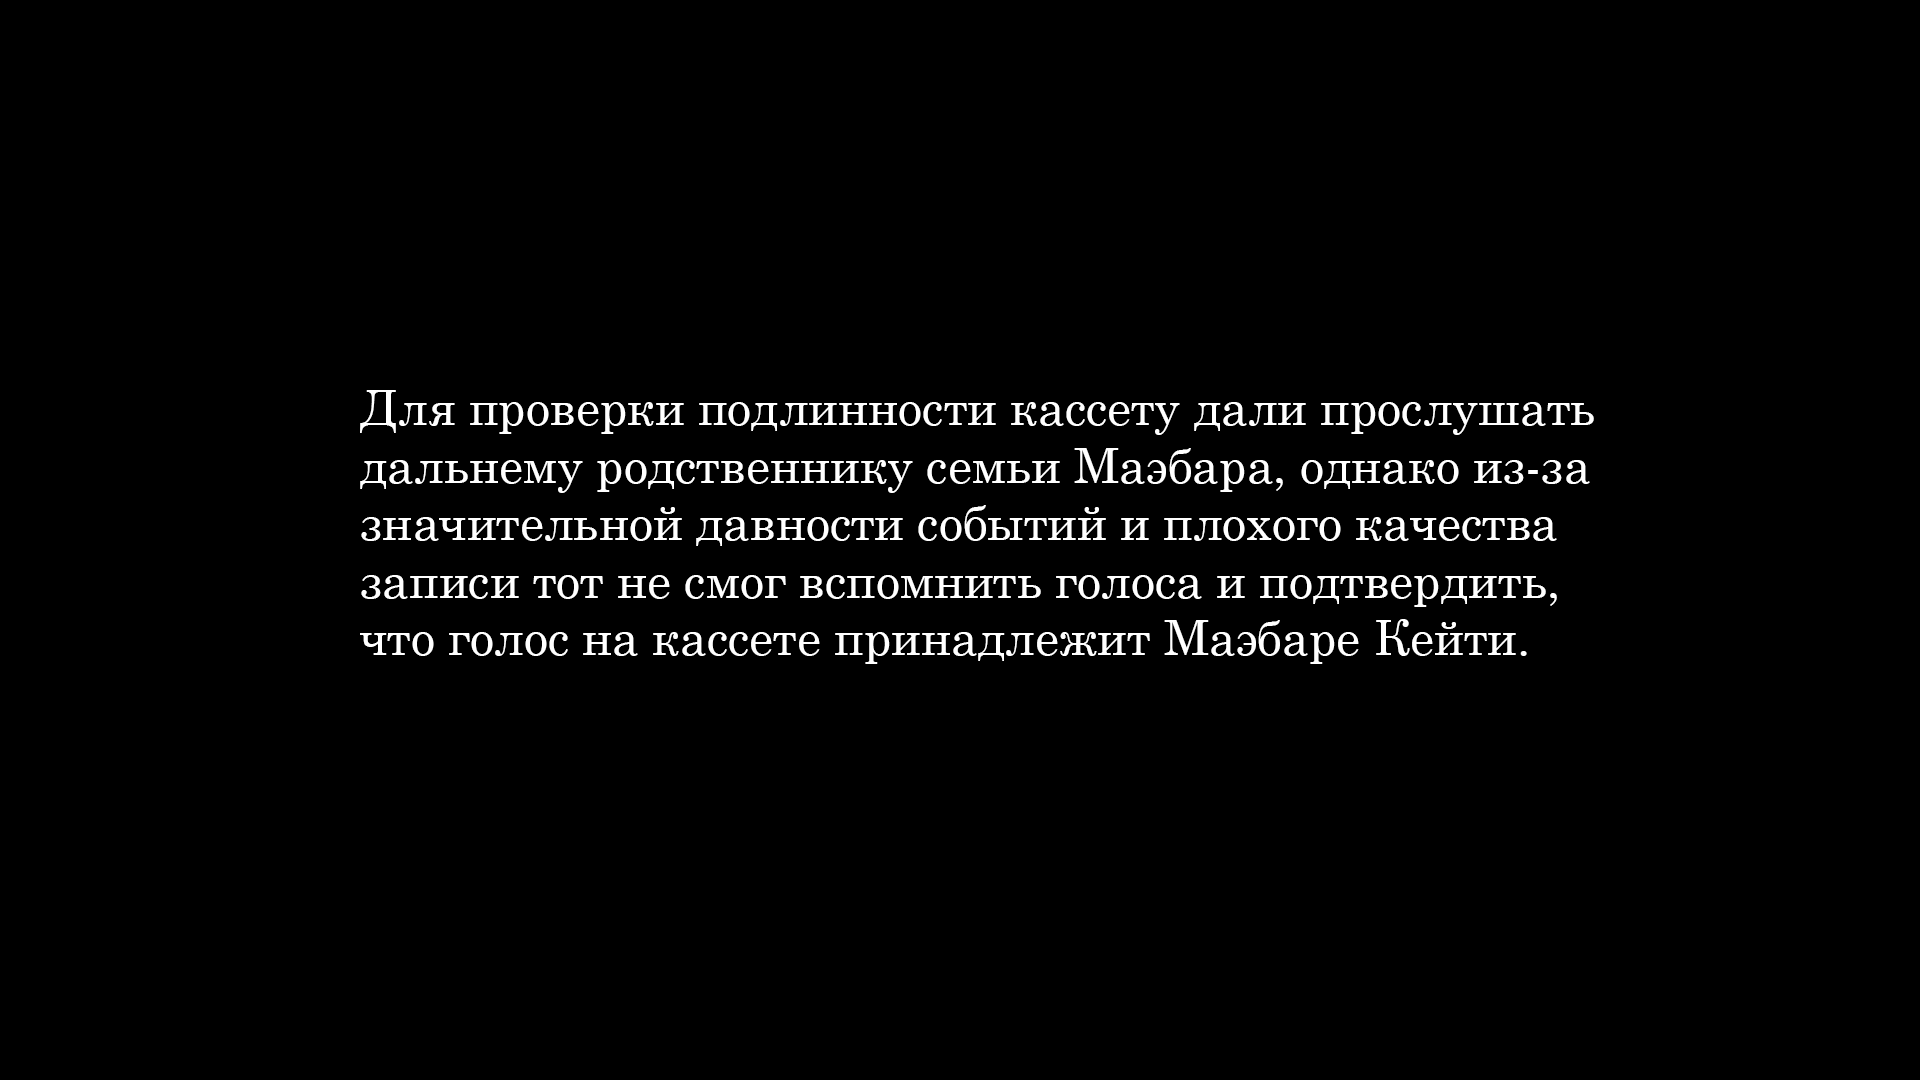 Для проверки подлинности кассету дали прослушать
дальнему родственнику семьи Маэбара, однако из-за
значительной давности событий и плохого качества
записи тот не смог вспомнить голоса и подтвердить,
что голос на кассете принадлежит Маэбаре Кейти.